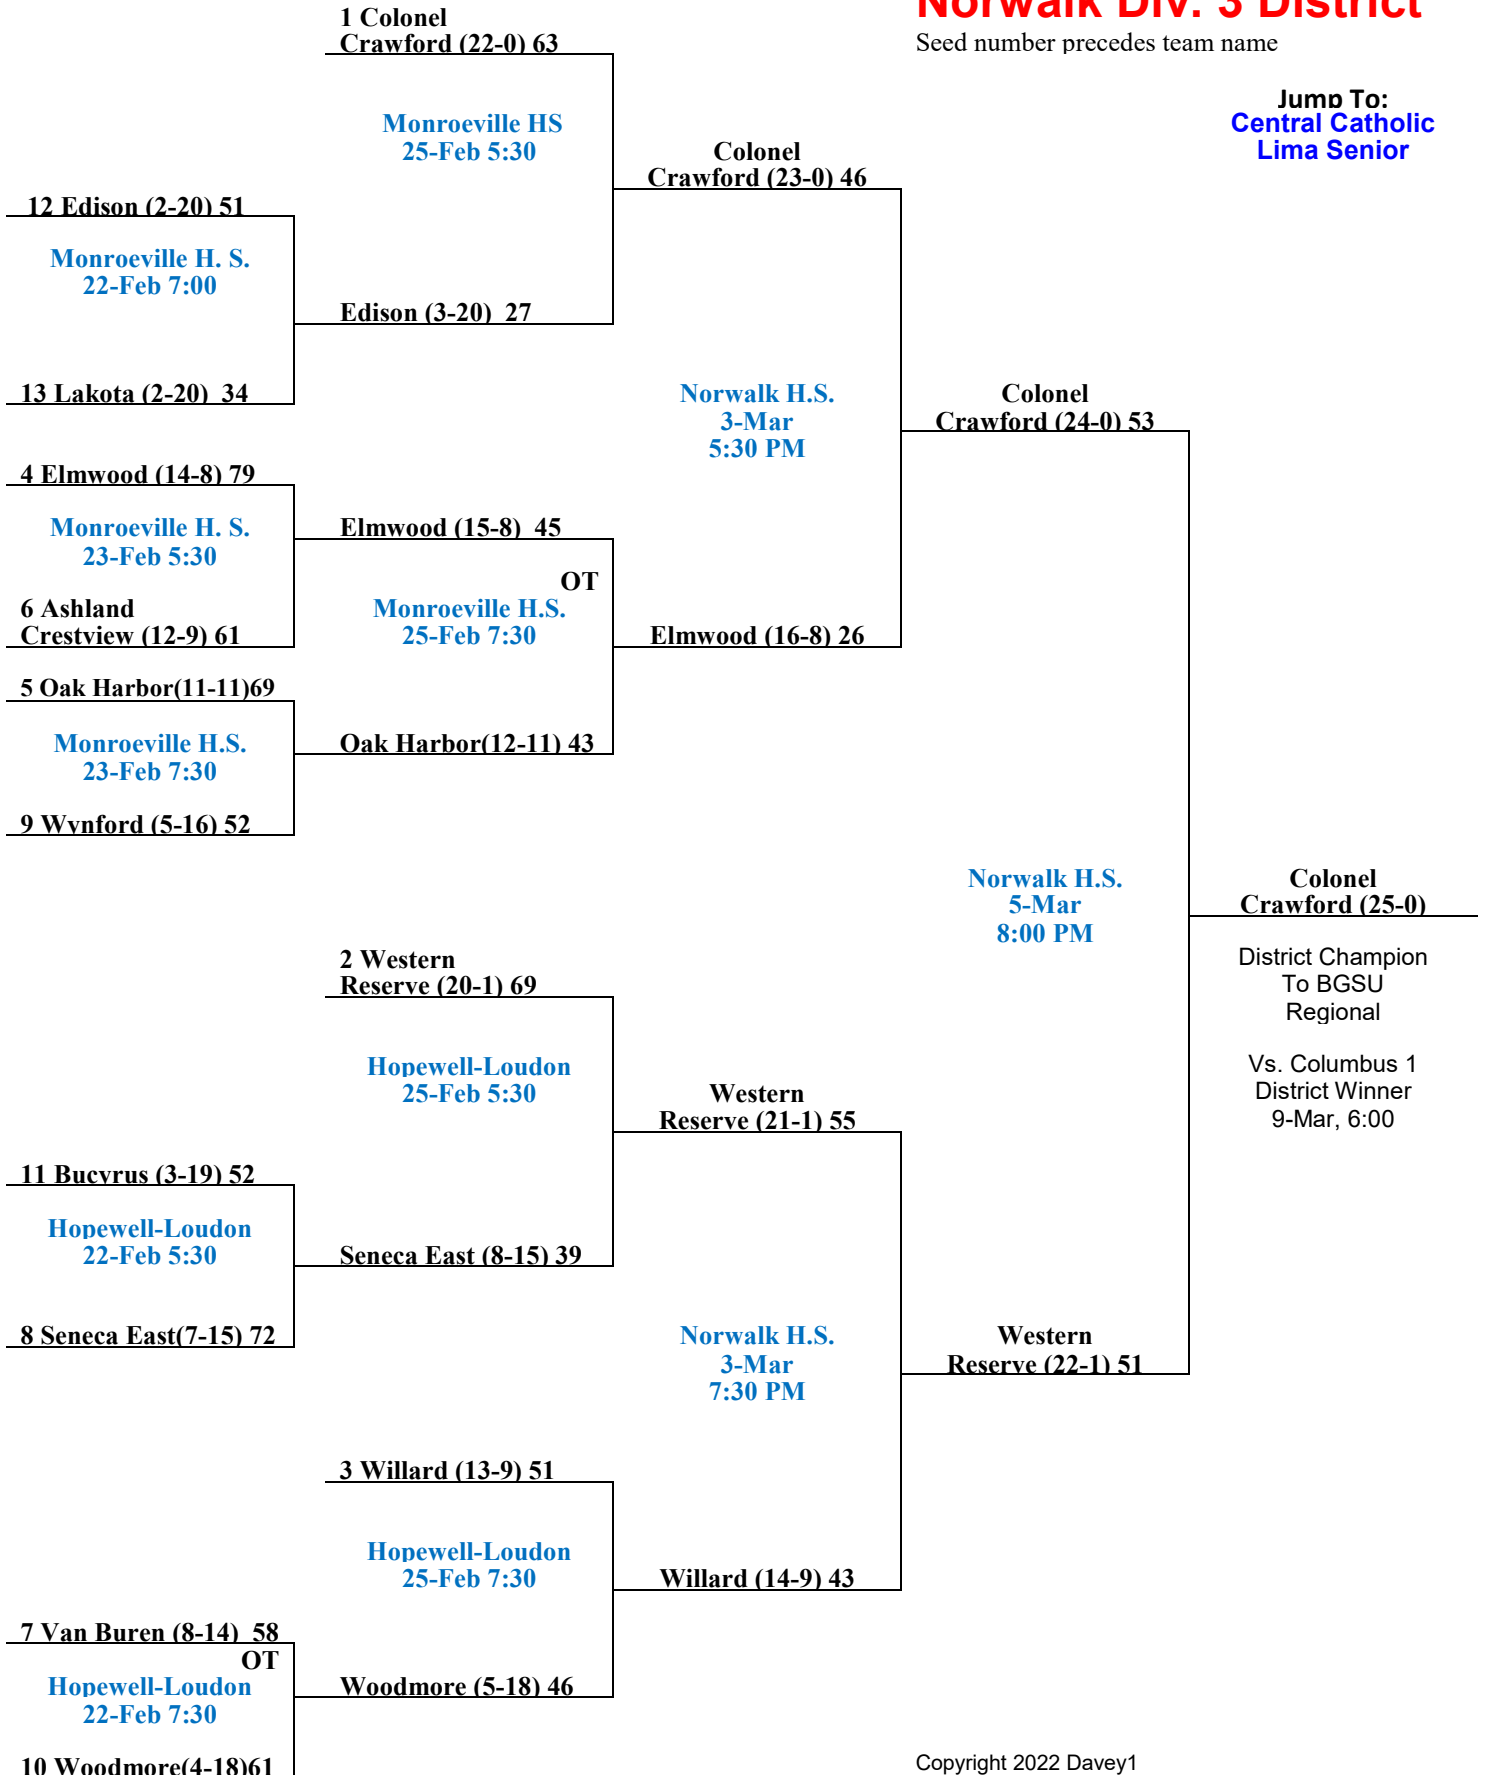 Norwalk Div. 3 District
Seed number precedes team name
Jump To:
Central Catholic
Lima Senior
1 Colonel
Crawford (22-0) 63
Monroeville HS
25-Feb 5:30
Colonel
Crawford (23-0) 46
12 Edison (2-20) 51
Monroeville H. S.
22-Feb 7:00
Edison (3-20) 27
13 Lakota (2-20) 34
Norwalk H.S.
3-Mar
5:30 PM
Colonel
Crawford (24-0) 53
4 Elmwood (14-8) 79
Monroeville H. S.
23-Feb 5:30
Elmwood (15-8) 45
OT
6 Ashland
Crestview (12-9) 61
Monroeville H.S.
25-Feb 7:30
Elmwood (16-8) 26
5 Oak Harbor(11-11)69
Monroeville H.S.
23-Feb 7:30
Oak Harbor(12-11) 43
9 Wynford (5-16) 52
Norwalk H.S.
5-Mar
8:00 PM
Colonel
Crawford (25-0)
District Champion
To BGSU
Regional
Vs. Columbus 1
District Winner
9-Mar, 6:00
2 Western
Reserve (20-1) 69
Hopewell-Loudon
25-Feb 5:30
Western
Reserve (21-1) 55
11 Bucyrus (3-19) 52
Hopewell-Loudon
22-Feb 5:30
Seneca East (8-15) 39
8 Seneca East(7-15) 72
Norwalk H.S.
3-Mar
7:30 PM
Western
Reserve (22-1) 51
3 Willard (13-9) 51
Hopewell-Loudon
25-Feb 7:30
Willard (14-9) 43
7 Van Buren (8-14) 58
OT
Hopewell-Loudon
22-Feb 7:30
Woodmore (5-18) 46
10 Woodmore(4-18)61
Copyright 2022 Davey1